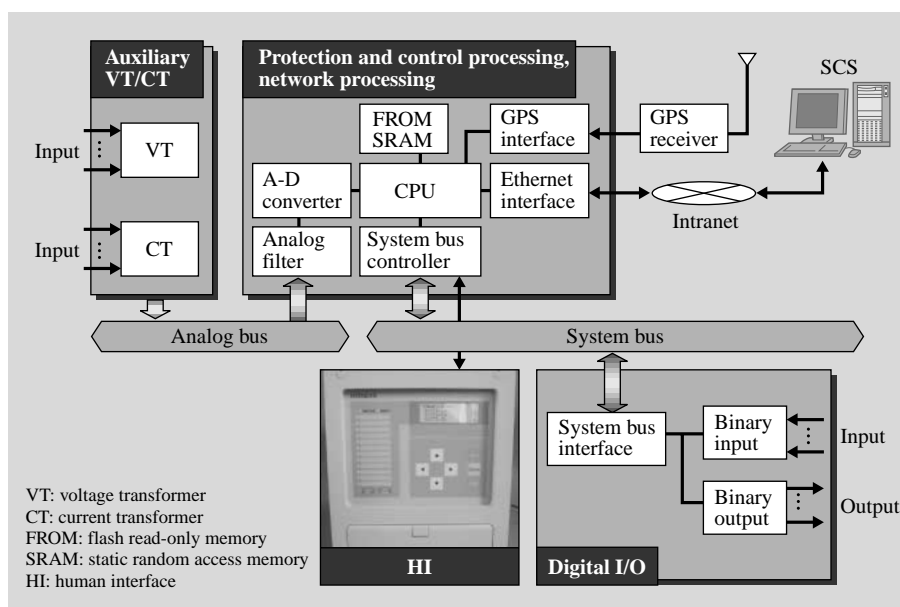 Auxiliary
VT/CT
Protection and control processing,
network processing
SCS
FROM
SRAM
GPS
interface
GPS
receiver
Input
VT
A-D
converter
CPU
Ethernet
interface
Intranet
Input
CT
Analog
filter
System bus
controller
Analog bus
System bus
System bus
interface
Binary
input
Input
Binary
output
Output
VT: voltage transformer
CT: current transformer
FROM: flash read-only memory
SRAM: static random access memory
HI: human interface
HI
Digital I/O